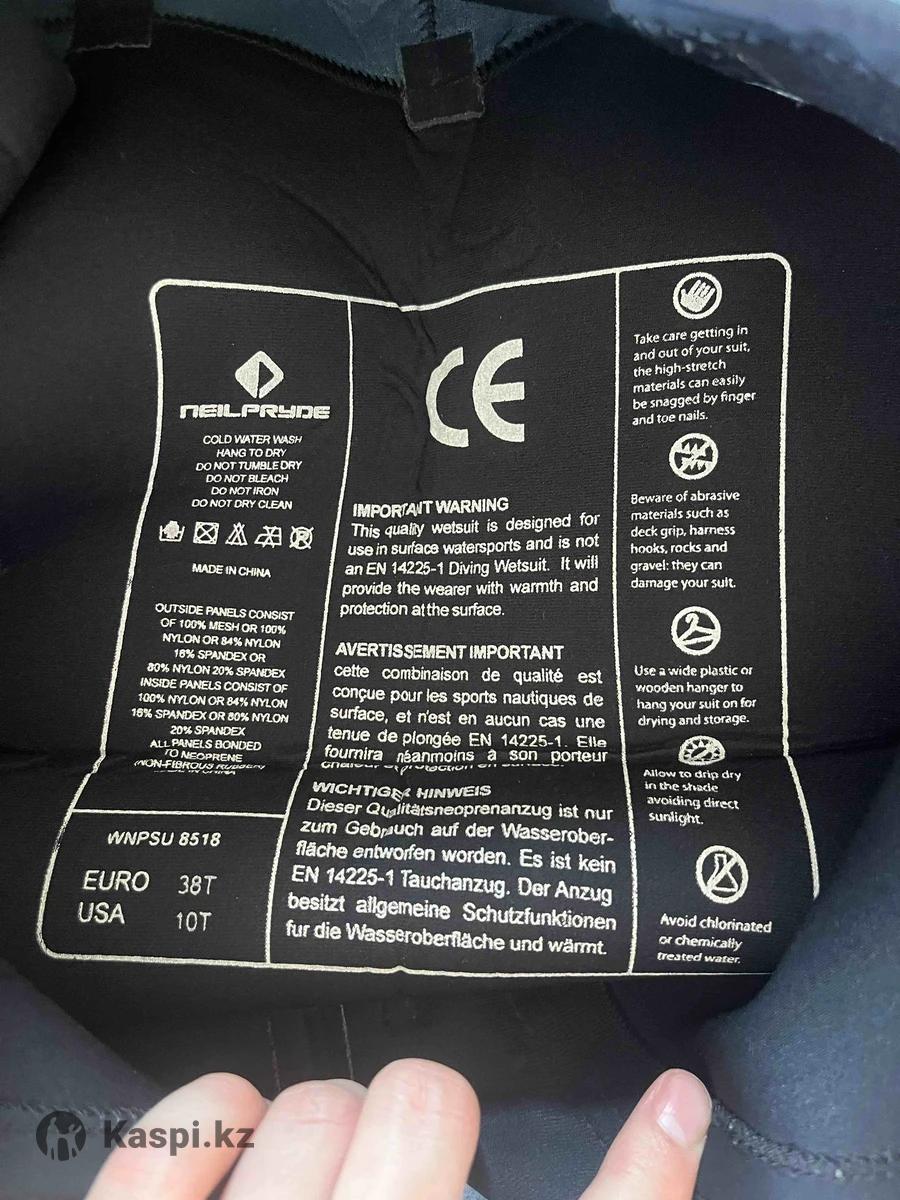 NEILPRYDE
COLD WATER WASH
HANG TO DRY
DO NOT TUMBLE DRY
DO NOT BLEACH
DO NOT IRON
DO NOT DRY CLEAN
MADE IN CHINA
OUTSIDE PANELS CONSIST
OF 100% MESH OR 100%
NYLON OR 84% NYLON
16% SPANDEX OR
80% NYLON 20% SPANDEX
INSIDE PANELS CONSIST OF
100% NYLON OR 84% NYLON
16% SPANDEX OR 80% NYLON
20% SPANDEX
ALL PANELS BONDED
TO NEOPRENE
(NON-FIBROUS RUBBER)
MADE IN CHINA
WNPSU 8518
EURO 38T
USA 10T
CE
IMPORTANT WARNING
This quality wetsuit is designed for
use in surface watersports and is not
an EN 14225-1 Diving Wetsuit. It will
provide the wearer with warmth and
protection at the surface.
AVERTISSEMENT IMPORTANT
cette combinaison de qualité est
conçue pour les sports nautiques de
surface, et n'est en aucun cas une
tenue de plongée EN 14225-1. Elle
fournira néanmoins à son porteur
chaleur et protection en surface.
WICHTIGER HINWEIS
Dieser Qualitätsneoprenanzug ist nur
zum Gebrauch auf der Wasserober-
fläche entworfen worden. Es ist kein
EN 14225-1 Tauchanzug. Der Anzug
besitzt allgemeine Schutzfunktionen
fur die Wasseroberfläche und wärmt.
Take care getting in
and out of your suit,
the high-stretch
materials can easily
be snagged by finger
and toe nails.
Beware of abrasive
materials such as
deck grip, harness
hooks, rocks and
gravel: they can
damage your suit.
Use a wide plastic or
wooden hanger to
hang your suit on for
drying and storage.
Allow to drip dry
in the shade
avoiding direct
sunlight.
Avoid chlorinated
or chemically
treated water.
Kaspi.kz